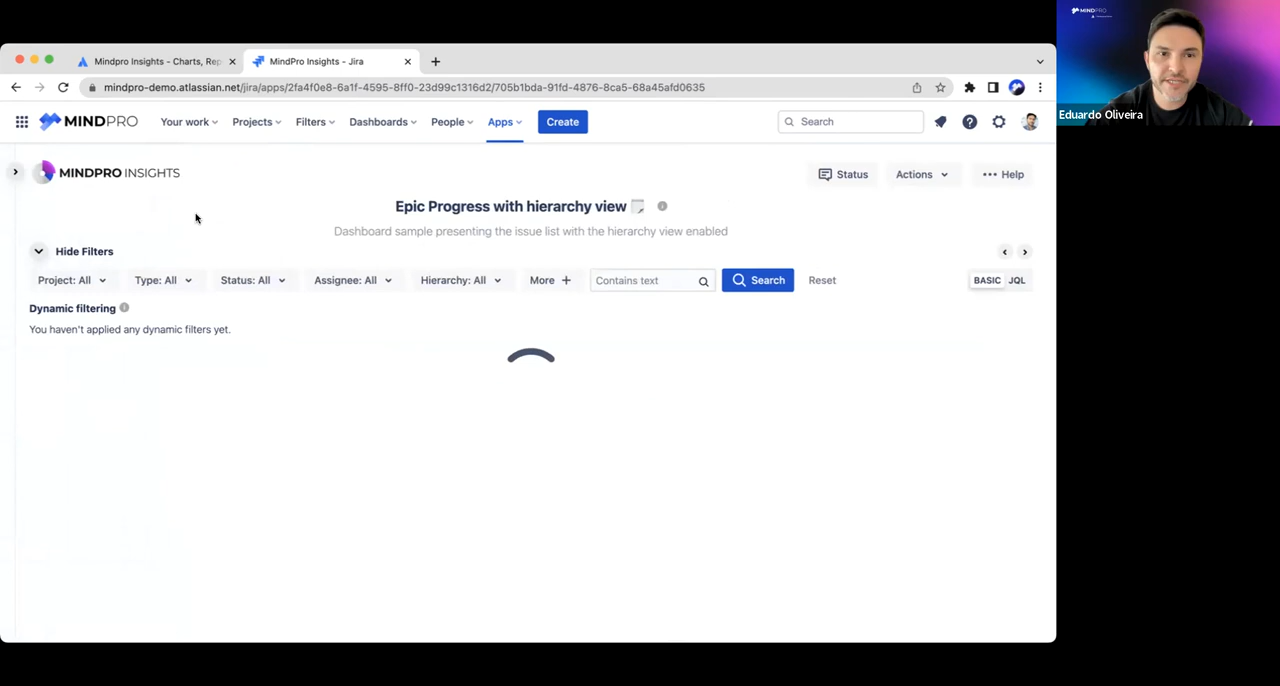 MINDPRO
Eduardo Oliveira
Mindpro Insights - Charts, Rep
MindPro Insights - Jira
mindpro-demo.atlassian.net/jira/apps/2fa4f0e8-6a1f-4595-8ff0-23d99c1316d2/705b1bda-91fd-4876-8ca5-68a45afd0635
MINDPRO Your work Projects Filters Dashboards People Apps Create Search
MINDPRO INSIGHTS Status Actions Help
Epic Progress with hierarchy view
Dashboard sample presenting the issue list with the hierarchy view enabled
Hide Filters
Project: All Type: All Status: All Assignee: All Hierarchy: All More + Contains text Search Reset BASIC JQL
Dynamic filtering
You haven't applied any dynamic filters yet.